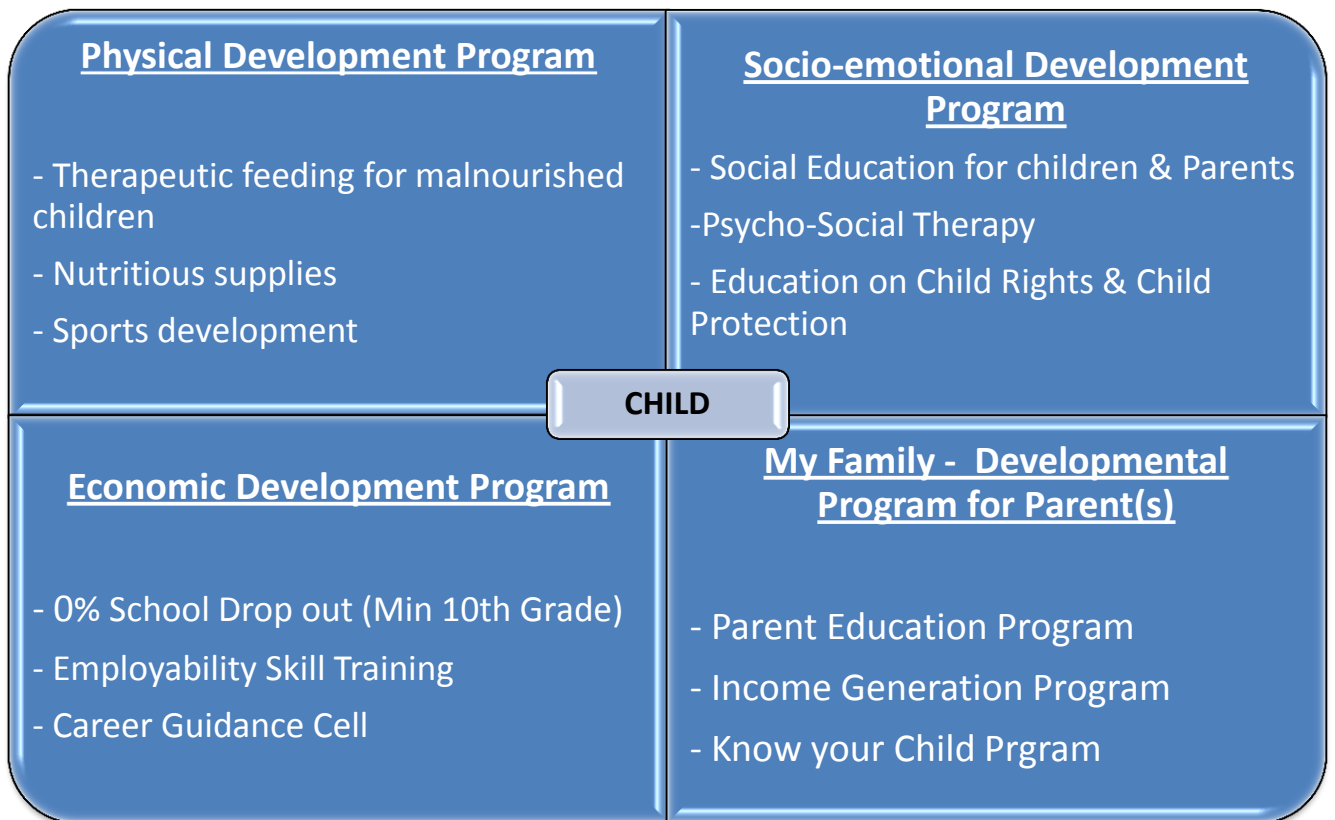 Physical Development Program
- Therapeutic feeding for malnourished
children
- Nutritious supplies
- Sports development
Socio-emotional Development
Program
- Social Education for children & Parents
-Psycho-Social Therapy
- Education on Child Rights & Child
Protection
CHILD
Economic Development Program
- 0% School Drop out (Min 10th Grade)
- Employability Skill Training
- Career Guidance Cell
My Family -  Developmental
Program for Parent(s)
- Parent Education Program
- Income Generation Program
- Know your Child Prgram